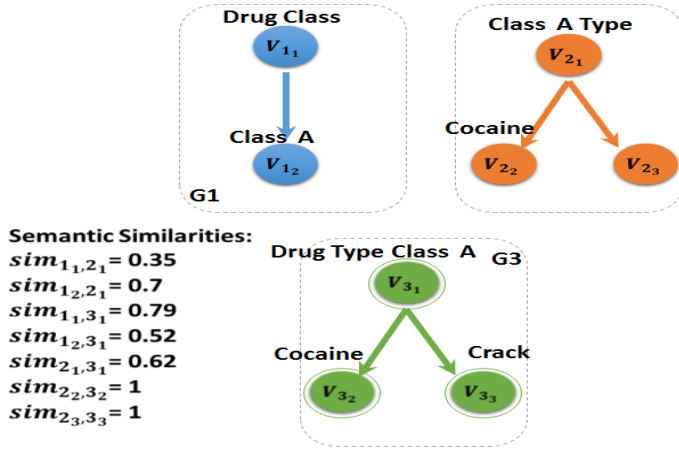 Drug Class
v₁₁
Class A
v₁₂
G1
Class A Type
v₂₁
Cocaine
v₂₂
v₂₃
Semantic Similarities:
sim₁₁,₂₁= 0.35
sim₁₂,₂₁= 0.7
sim₁₁,₃₁= 0.79
sim₁₂,₃₁= 0.52
sim₂₁,₃₁= 0.62
sim₂₂,₃₂= 1
sim₂₃,₃₃= 1
Drug Type Class A
G3
v₃₁
Cocaine
Crack
v₃₂
v₃₃